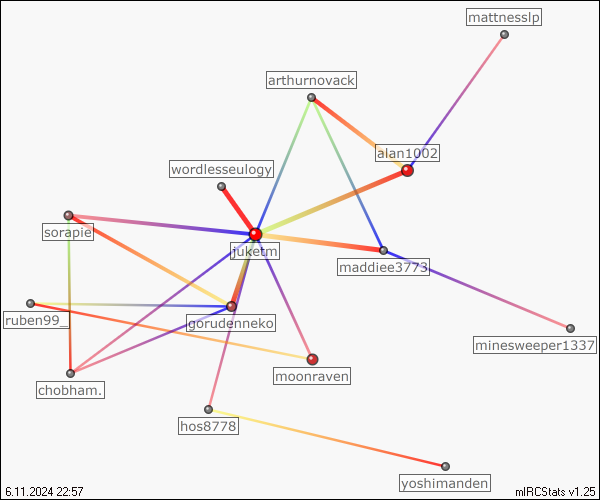 mattnesslp
arthurnovack
alan1002
wordlesseulogy
sorapie
juketm
maddiee3773
ruben99_
gorudenneko
minesweeper1337
moonraven
chobham.
hos8778
yoshimanden
6.11.2024 22:57
mIRCStats v1.25